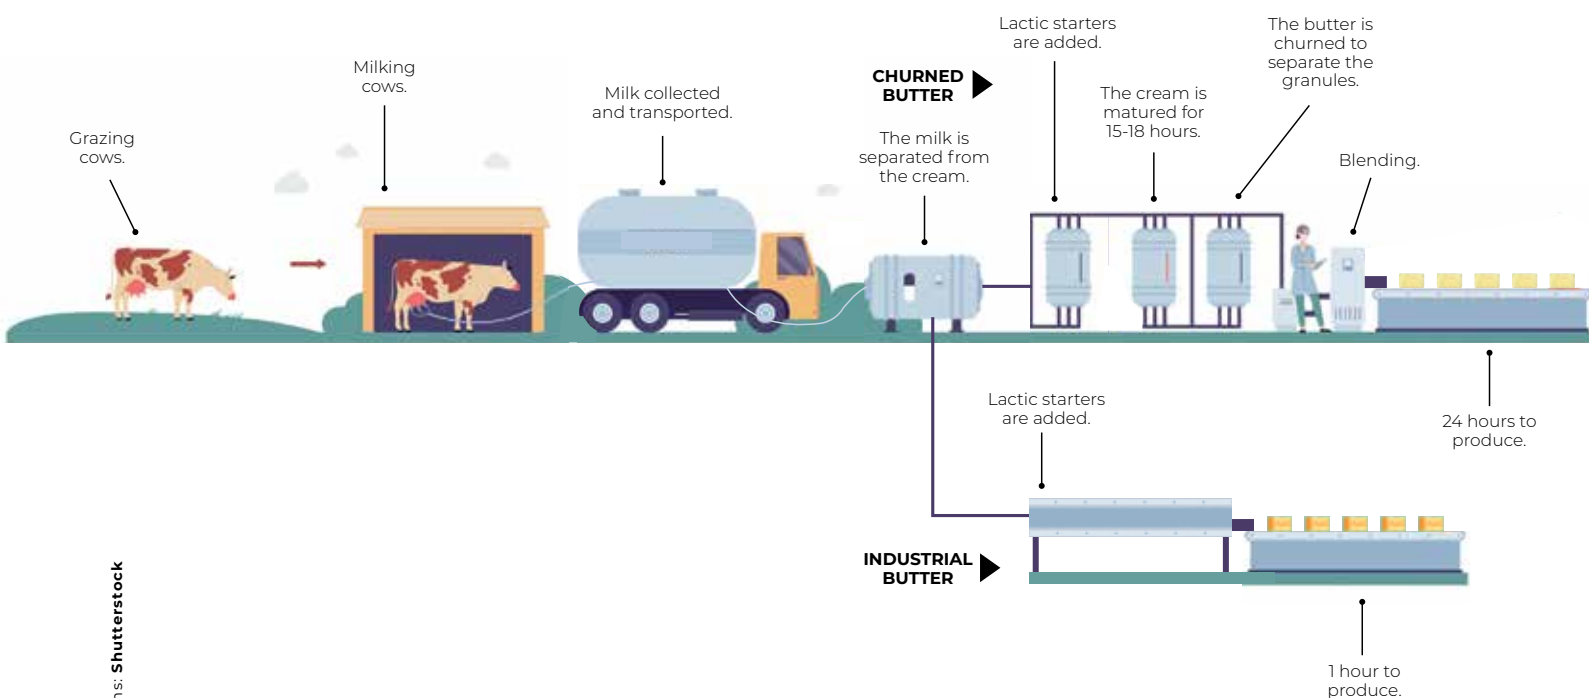 Grazing
cows.
Milking
cows.
Milk collected
and transported.
CHURNED
BUTTER
The milk is
separated from
the cream.
Lactic starters
are added.
The cream is
matured for
15-18 hours.
The butter is
churned to
separate the
granules.
Blending.
24 hours to
produce.
Lactic starters
are added.
INDUSTRIAL
BUTTER
1 hour to
produce.
Shutterstock